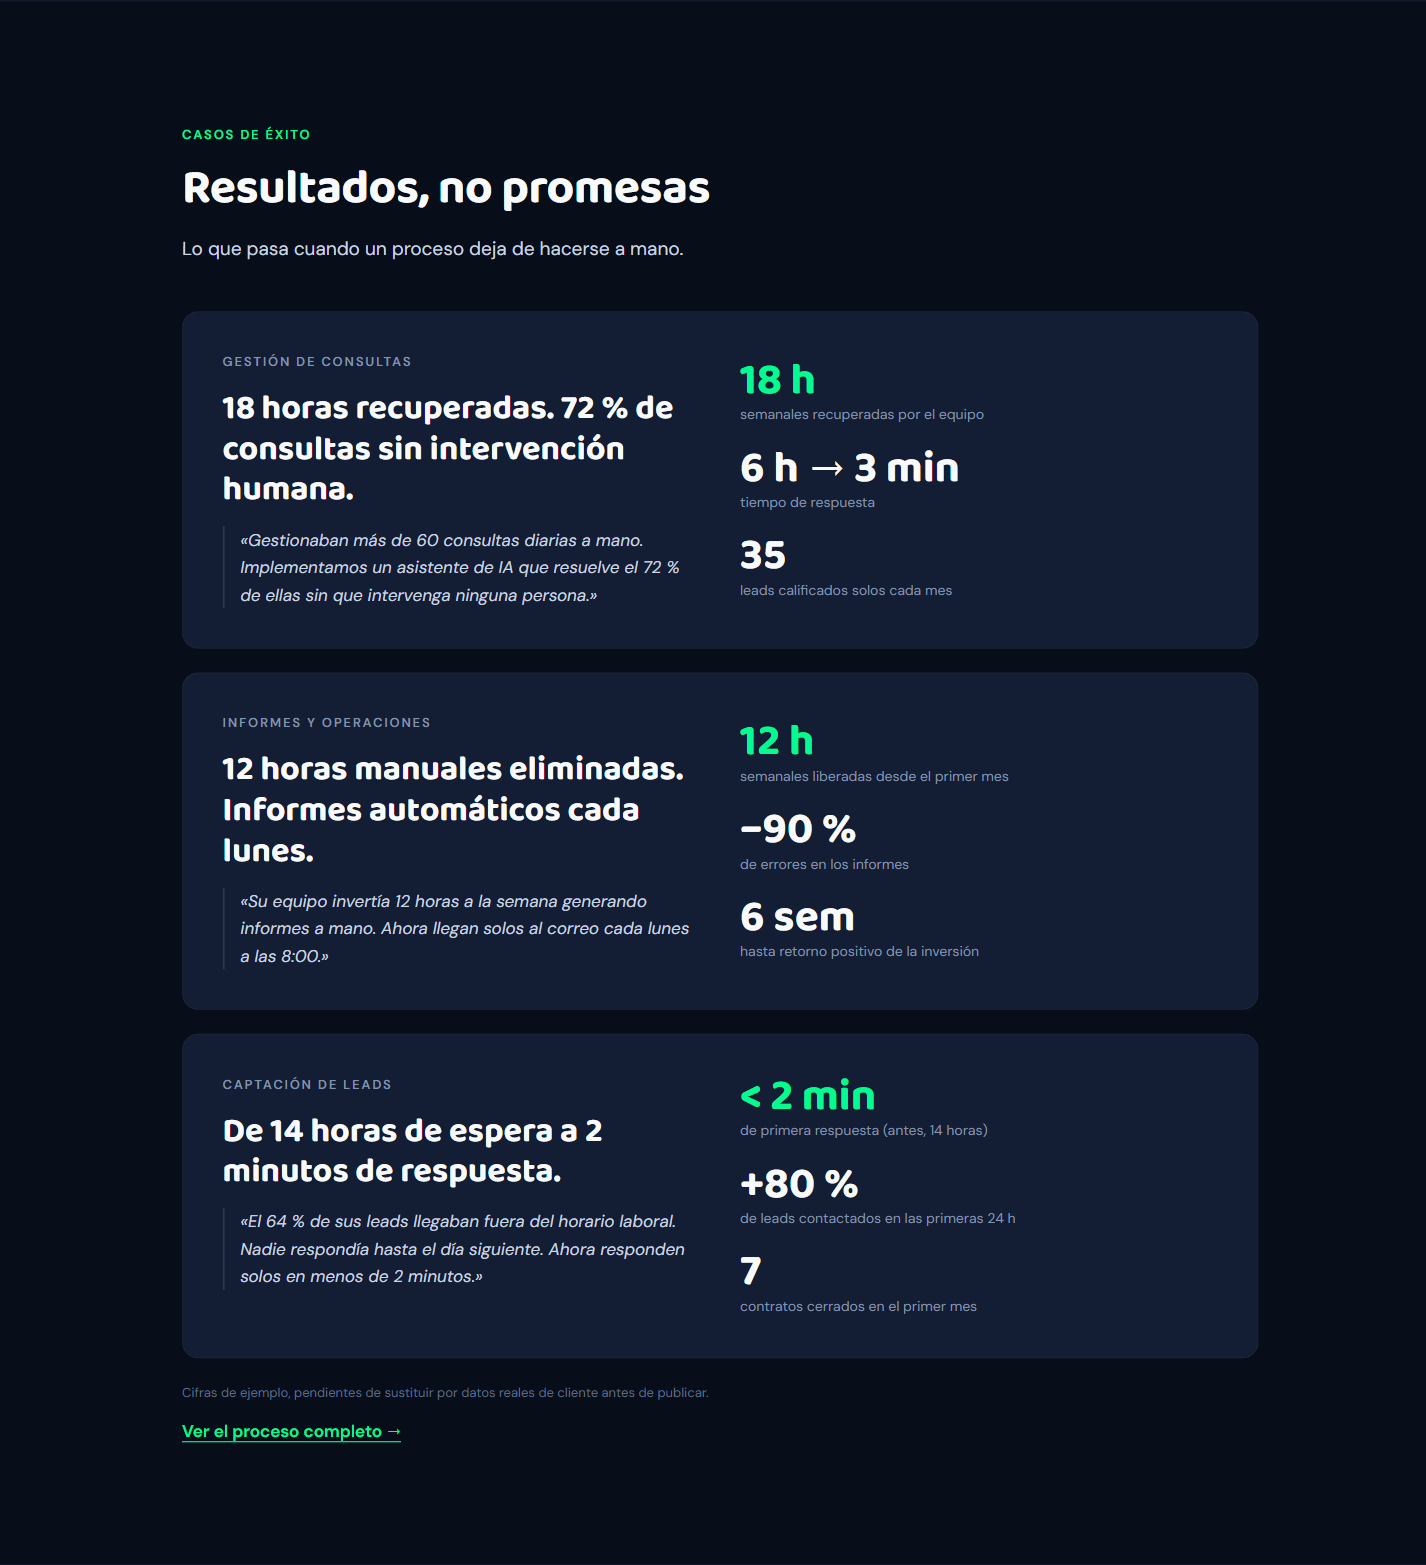 CASOS DE ÉXITO
Resultados, no promesas
Lo que pasa cuando un proceso deja de hacerse a mano.
GESTIÓN DE CONSULTAS
18 horas recuperadas. 72 % de
consultas sin intervención
humana.
«Gestionaban más de 60 consultas diarias a mano.
Implementamos un asistente de IA que resuelve el 72 %
de ellas sin que intervenga ninguna persona.»
18 h
semanales recuperadas por el equipo
6 h → 3 min
tiempo de respuesta
35
leads calificados solos cada mes
INFORMES Y OPERACIONES
12 horas manuales eliminadas.
Informes automáticos cada
lunes.
«Su equipo invertía 12 horas a la semana generando
informes a mano. Ahora llegan solos al correo cada lunes
a las 8:00.»
12 h
semanales liberadas desde el primer mes
−90 %
de errores en los informes
6 sem
hasta retorno positivo de la inversión
CAPTACIÓN DE LEADS
De 14 horas de espera a 2
minutos de respuesta.
«El 64 % de sus leads llegaban fuera del horario laboral.
Nadie respondía hasta el día siguiente. Ahora responden
solos en menos de 2 minutos.»
< 2 min
de primera respuesta (antes, 14 horas)
+80 %
de leads contactados en las primeras 24 h
7
contratos cerrados en el primer mes
Cifras de ejemplo, pendientes de sustituir por datos reales de cliente antes de publicar.
Ver el proceso completo →